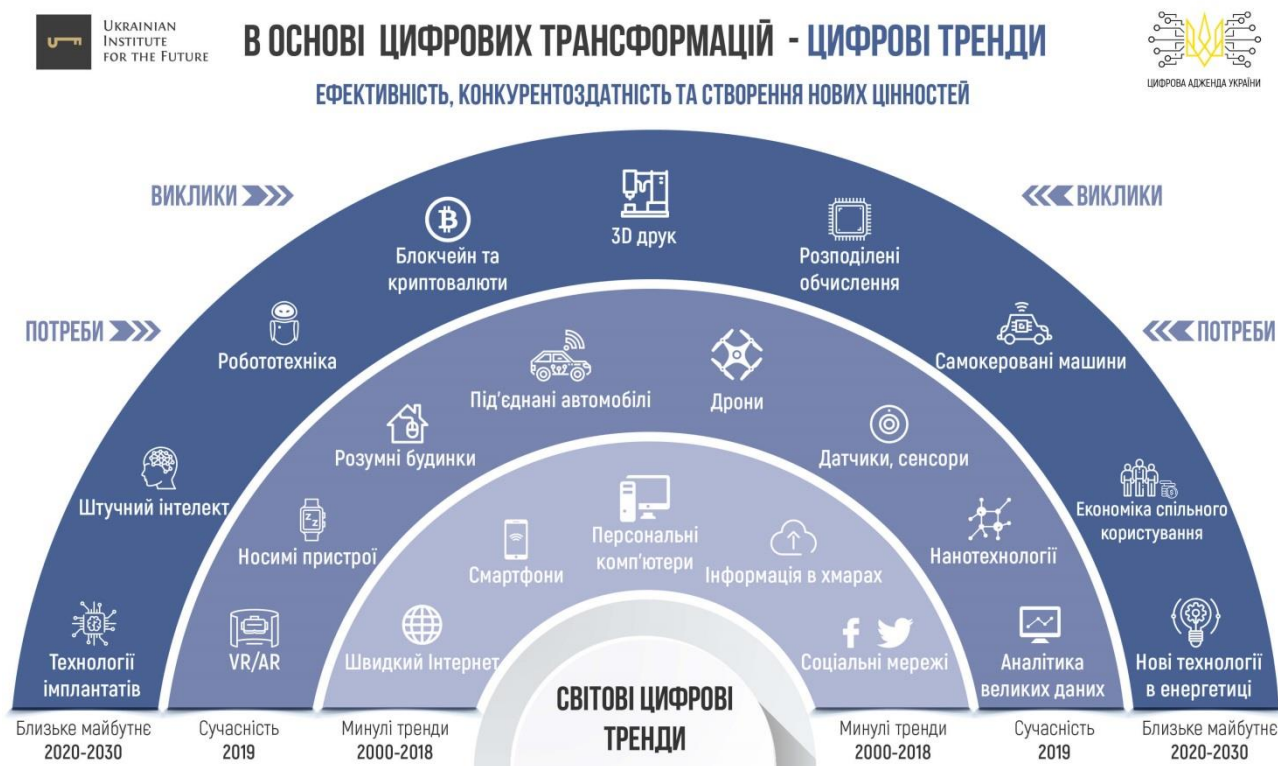 UKRAINIAN
INSTITUTE
FOR THE FUTURE
В ОСНОВІ ЦИФРОВИХ ТРАНСФОРМАЦІЙ - ЦИФРОВІ ТРЕНДИ
ЕФЕКТИВНІСТЬ, КОНКУРЕНТОЗДАТНІСТЬ ТА СТВОРЕННЯ НОВИХ ЦІННОСТЕЙ
ЦИФРОВА АДЖЕНДА УКРАЇНИ
ВИКЛИКИ
ВИКЛИКИ
ПОТРЕБИ
ПОТРЕБИ
Технології
імплантатів
Штучний інтелект
Робототехніка
Блокчейн та
криптовалюти
3D друк
Розподілені
обчислення
Самокеровані машини
Економіка спільного
користування
Нові технології
в енергетиці
VR/AR
Носимі пристрої
Розумні будинки
Під'єднані автомобілі
Дрони
Датчики, сенсори
Нанотехнології
Аналітика
великих даних
Швидкий Інтернет
Смартфони
Персональні
комп'ютери
Інформація в хмарах
Соціальні мережі
СВІТОВІ ЦИФРОВІ
ТРЕНДИ
Близьке майбутнє
2020-2030
Сучасність
2019
Минулі тренди
2000-2018
Минулі тренди
2000-2018
Сучасність
2019
Близьке майбутнє
2020-2030